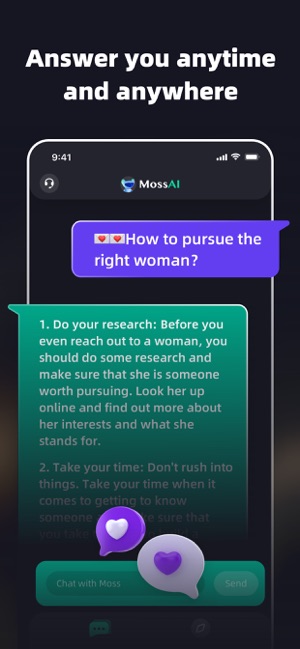 Answer you anytime
and anywhere
9:41
MossAI
💌💌How to pursue the
right woman?
1. Do your research: Before you
even reach out to a woman, you
should do some research and
make sure that she is someone
worth pursuing. Look her up
online and find out more about
her interests and what she
stands for.
2. Take your time: Don't rush into
things. Take your time when it
comes to getting to know
someone sure that
you take
Chat with Moss
Send